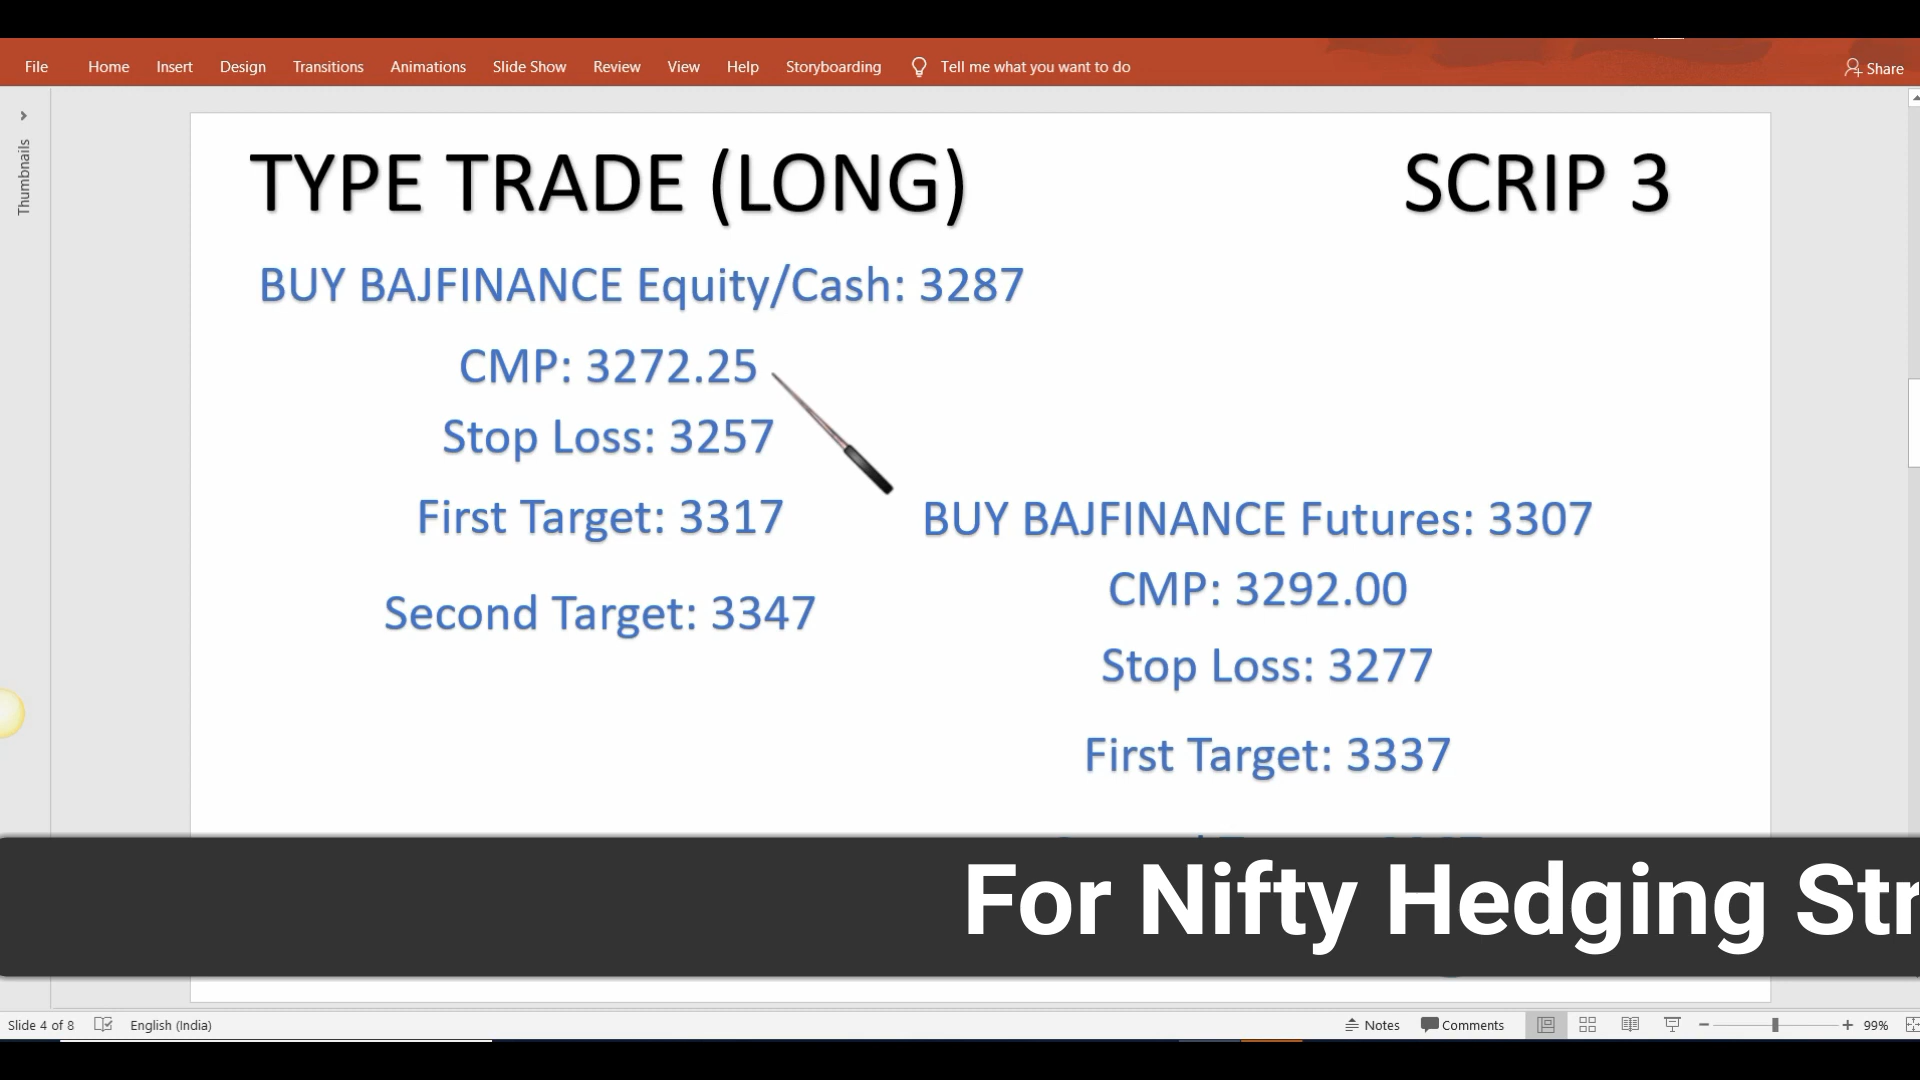 File Home Insert Design Transitions Animations Slide Show Review View Help Storyboarding Tell me what you want to do Share
Thumbnails
TYPE TRADE (LONG) SCRIP 3
BUY BAJFINANCE Equity/Cash: 3287
CMP: 3272.25
Stop Loss: 3257
First Target: 3317
Second Target: 3347
BUY BAJFINANCE Futures: 3307
CMP: 3292.00
Stop Loss: 3277
First Target: 3337
For Nifty Hedging Str
Slide 4 of 8 English (India) Notes Comments 99%